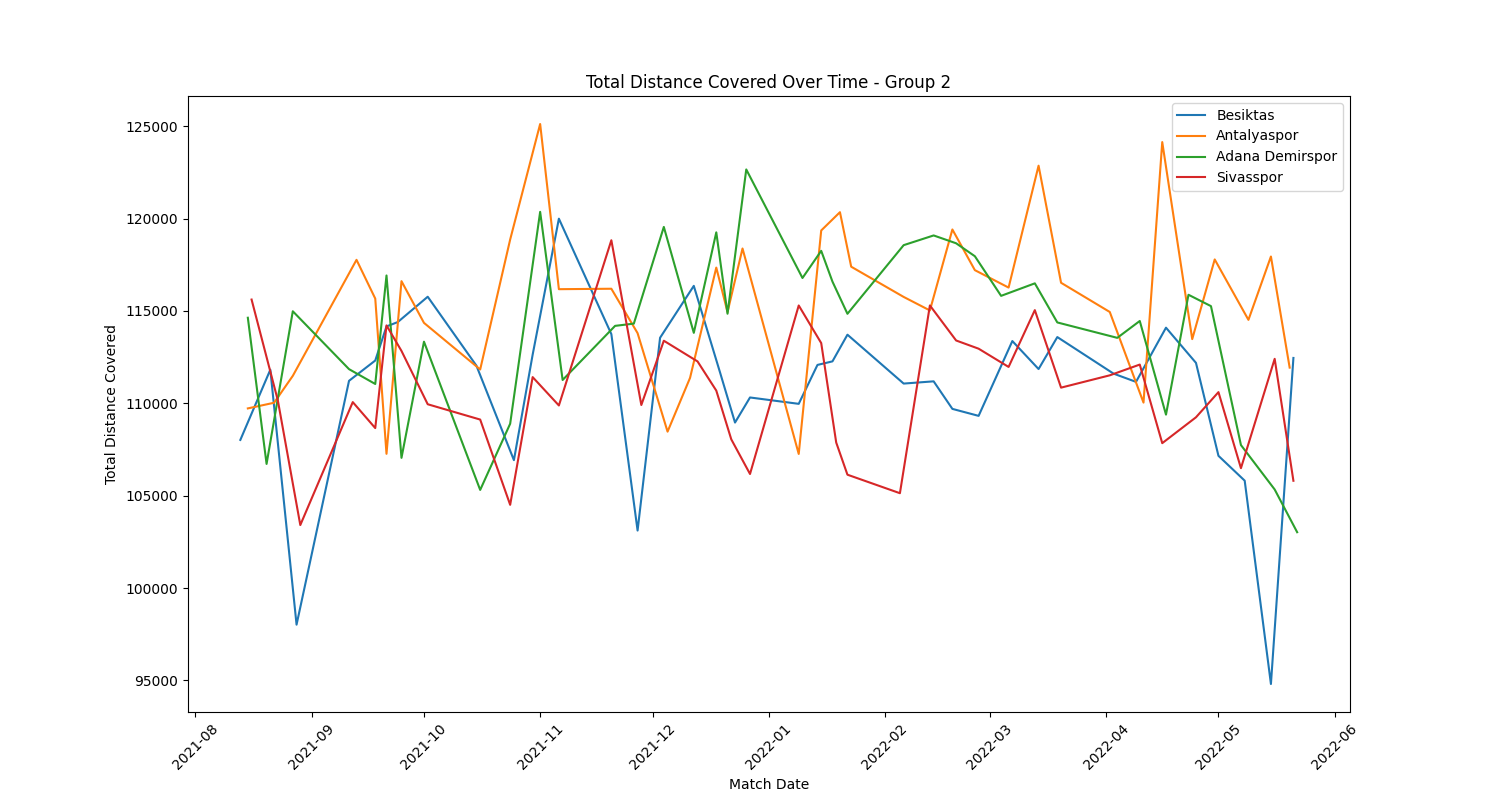 Total Distance Covered Over Time - Group 2
Besiktas
Antalyaspor
Adana Demirspor
Sivasspor
Total Distance Covered
125000
120000
115000
110000
105000
100000
95000
2021-08
2021-09
2021-10
2021-11
2021-12
2022-01
2022-02
2022-03
2022-04
2022-05
2022-06
Match Date